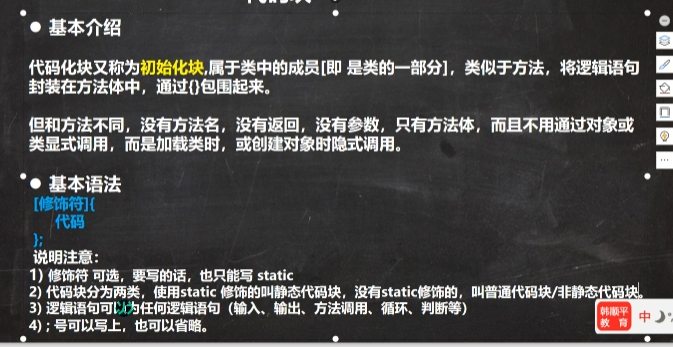 ● 基本介绍
代码化块又称为初始化块,属于类中的成员[即 是类的一部分]，类似于方法，将逻辑语句
封装在方法体中，通过{}包围起来。
但和方法不同，没有方法名，没有返回，没有参数，只有方法体，而且不用通过对象或
类显式调用，而是加载类时，或创建对象时隐式调用。
● 基本语法
[修饰符]{
代码
};
说明注意：
1) 修饰符 可选，要写的话，也只能写 static
2) 代码块分为两类，使用static 修饰的叫静态代码块，没有static修饰的，叫普通代码块/非静态代码块。
3) 逻辑语句可以为任何逻辑语句（输入、输出、方法调用、循环、判断等）
4) ; 号可以写上，也可以省略。
韩顺平
教育
中